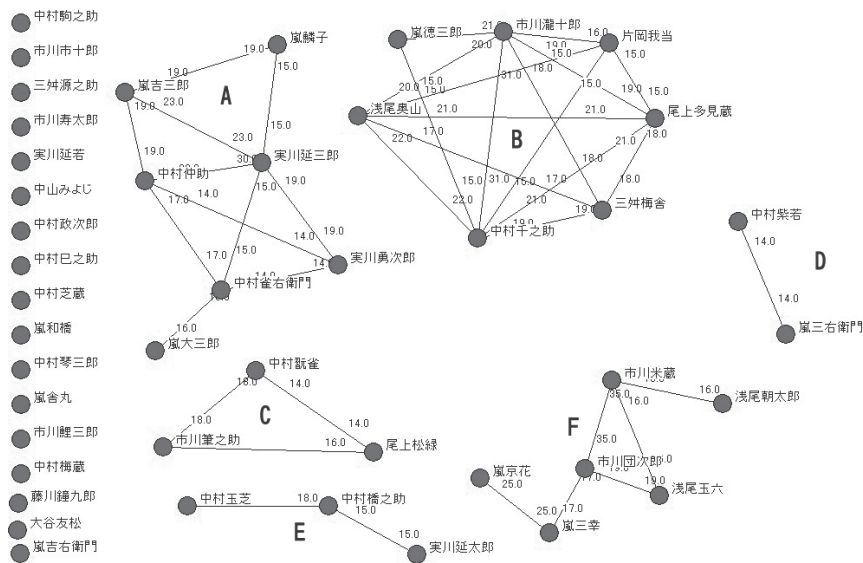 中村駒之助
市川市十郎
三舛源之助
市川寿太郎
実川延若
中山みよじ
中村政次郎
中村巳之助
中村芝蔵
嵐和橋
中村琴三郎
嵐舎丸
市川鯉三郎
中村梅蔵
藤川鐘九郎
大谷友松
嵐吉右衛門
嵐鱗子
19.0
19.0
15.0
嵐吉三郎
A
19.0
23.0
15.0
23.0
19.0
30.0
実川延三郎
中村仲助
15.0
19.0
14.0
17.0
14.0
19.0
17.0
15.0
14.0
14.
実川勇次郎
中村雀右衛門
16.0
嵐大三郎
嵐徳三郎
21.0
市川瀧十郎
16.0
片岡我当
20.0
19.0
15.0
15.0
31.0
18.0
20.0
15.0
15.0
19.0
15.0
浅尾奥山
21.0
21.0
尾上多見蔵
22.0
17.0
B
21.0
18.0
15.0
31.0
15.0
17.0
18.0
18.0
22.0
21.0
19.0
三舛梅舎
19.0
中村千之助
中村紫若
14.0
D
14.0
嵐三右衛門
中村翫雀
18.0
14.0
18.0
C
14.0
16.0
市川筆之助
尾上松緑
中村玉芝
18.0
中村橋之助
15.0
E
15.0
実川延太郎
市川米蔵
35.0
16.0
16.0
浅尾朝太郎
F
35.0
市川団次郎
19.0
浅尾玉六
嵐京花
25.0
25.0
17.0
嵐三幸